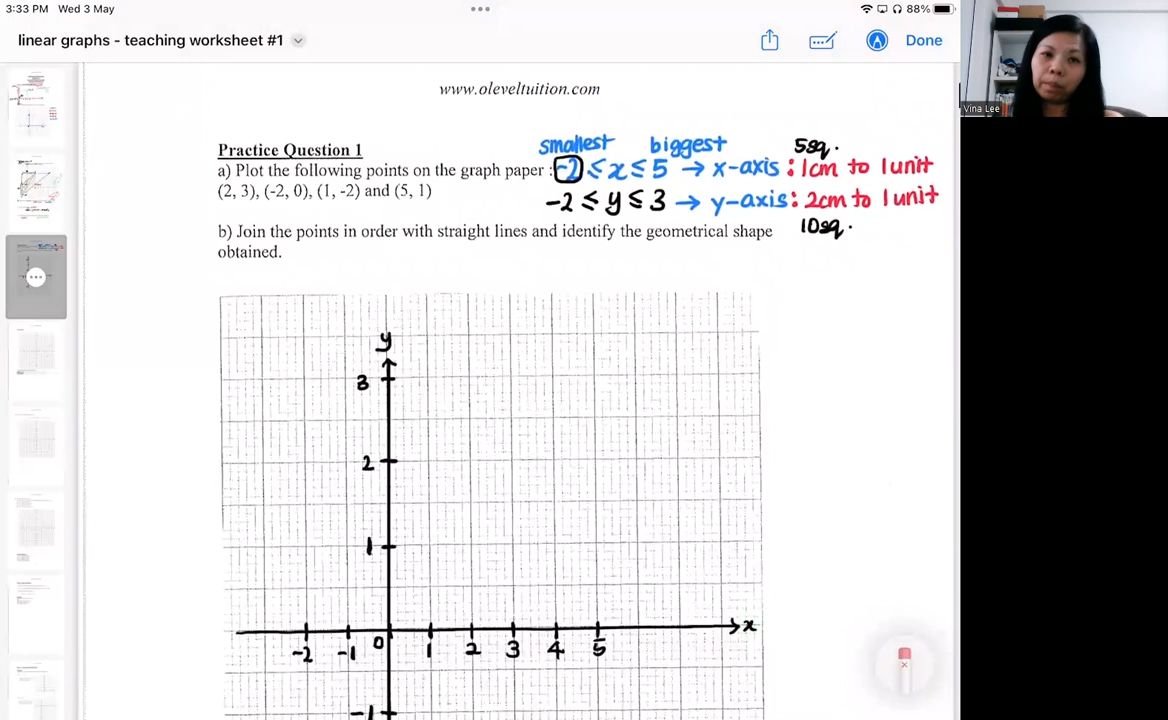 3:33 PM Wed 3 May
88%
linear graphs - teaching worksheet #1
Done
Vina Lee
www.oleveltuition.com
smallest biggest 5sq.
Practice Question 1
a) Plot the following points on the graph paper : -2 ≤ x ≤ 5 → x-axis : 1cm to 1unit
(2, 3), (-2, 0), (1, -2) and (5, 1)
-2 ≤ y ≤ 3 → y-axis : 2cm to 1 unit
10sq.
b) Join the points in order with straight lines and identify the geometrical shape
obtained.
y
3
2
1
x
-2 -1 0 1 2 3 4 5
-1